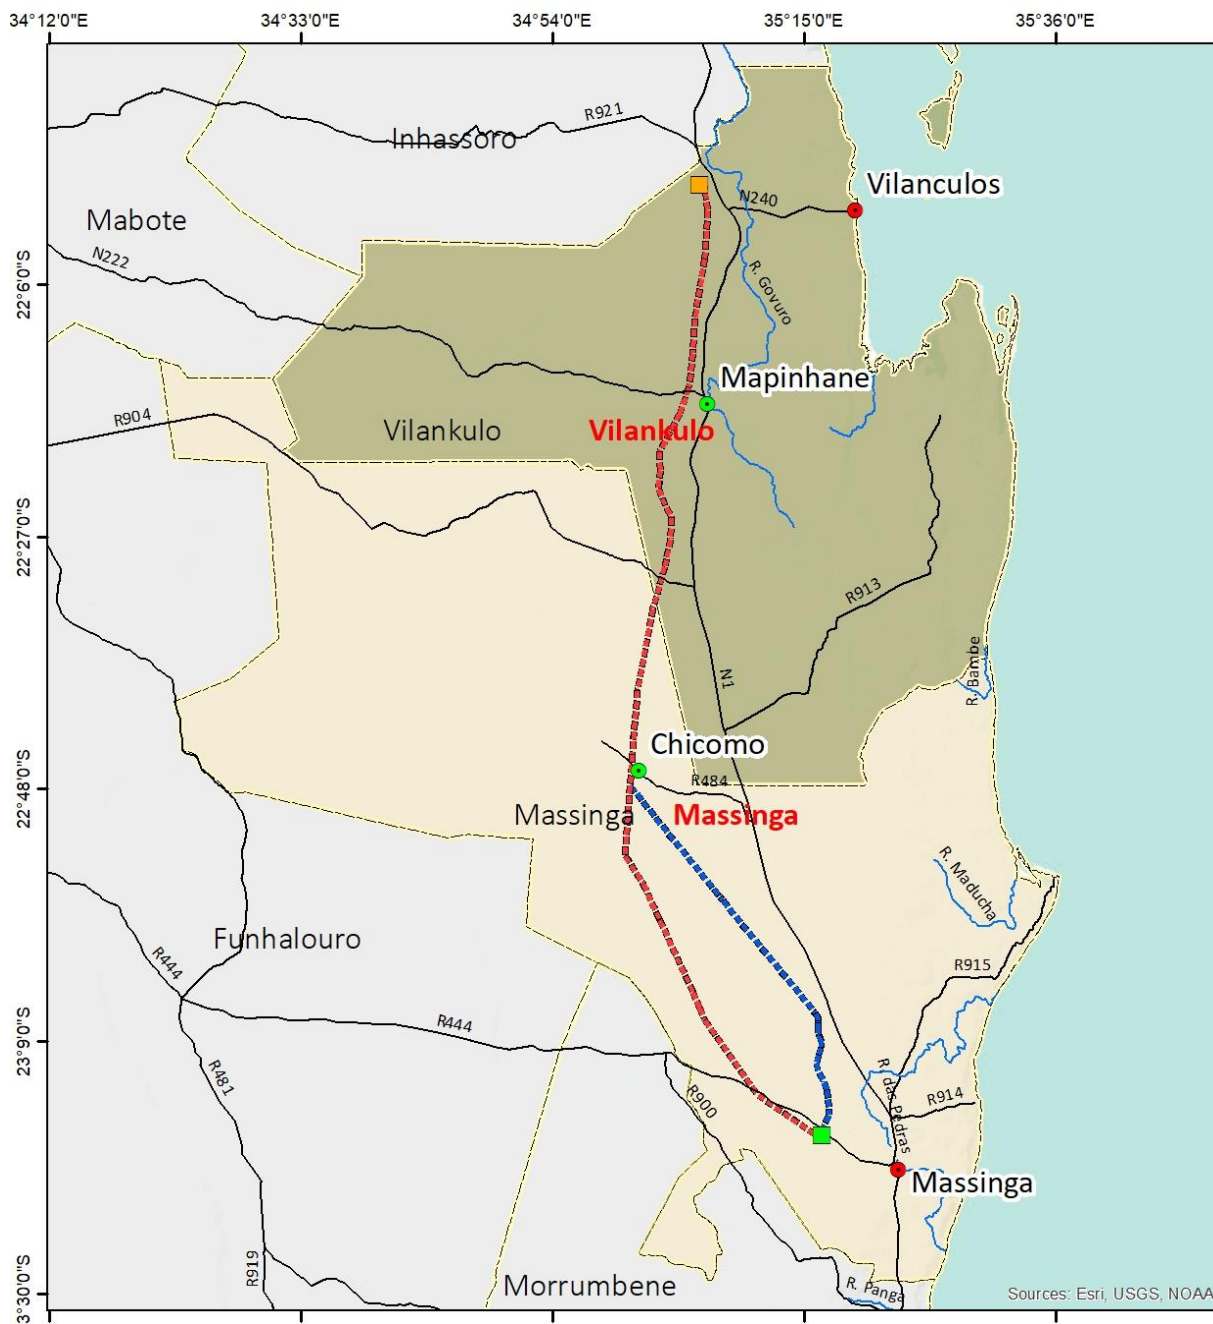 34°12'0"E
34°33'0"E
34°54'0"E
35°15'0"E
35°36'0"E
R921
Inhassoro
Vilanculos
N240
Mabote
N222
22°6'0"S
R. Govuro
Mapinhane
R904
Vilankulo
Vilankulo
22°27'0"S
R913
R. Bambe
N1
Chicomo
R484
22°48'0"S
Massinga
Massinga
R. Maducha
Funhalouro
R444
R915
R444
23°9'0"S
R481
R900
R. das Pedras
R914
Massinga
R919
Morrumbene
R. Panga
3°30'0"S
Sources: Esri, USGS, NOAA